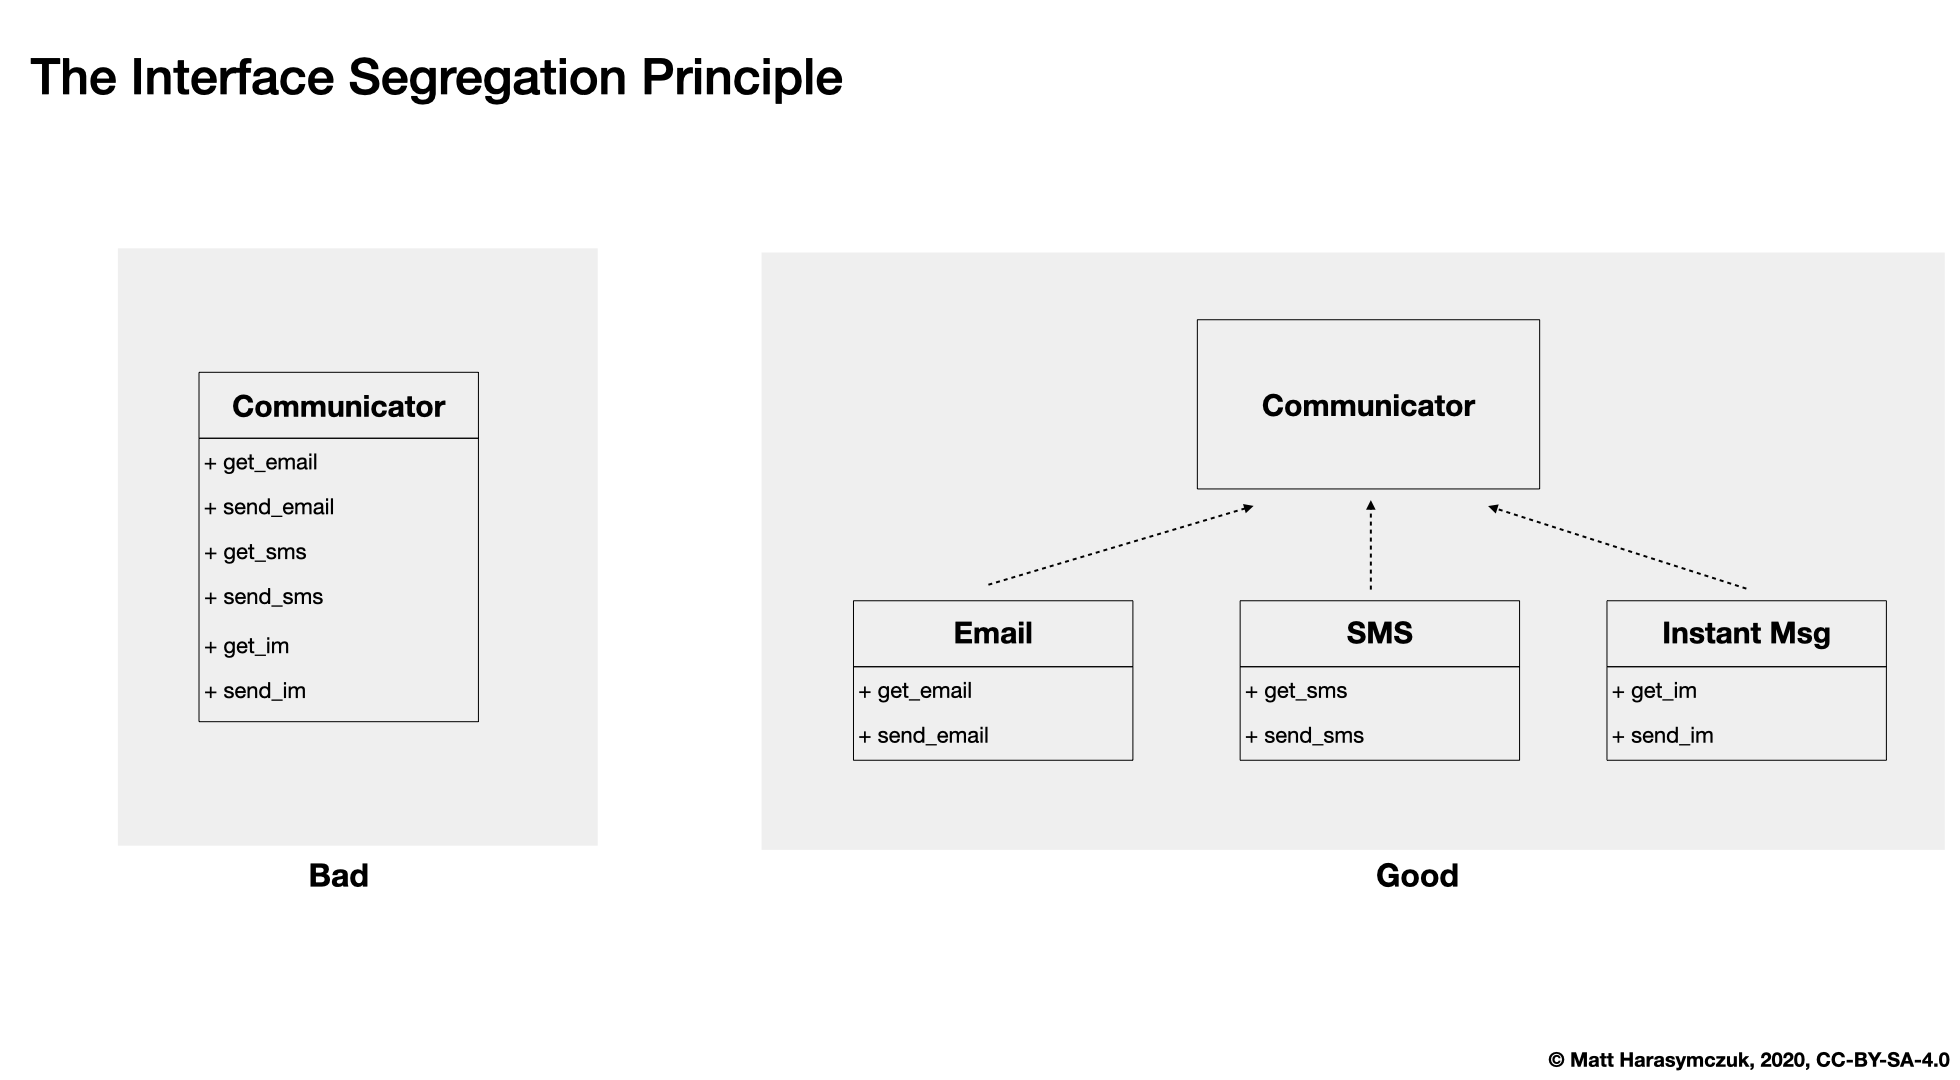 The Interface Segregation Principle
Communicator
+ get_email
+ send_email
+ get_sms
+ send_sms
+ get_im
+ send_im
Bad
Communicator
Email
+ get_email
+ send_email
SMS
+ get_sms
+ send_sms
Instant Msg
+ get_im
+ send_im
Good
© Matt Harasymczuk, 2020, CC-BY-SA-4.0